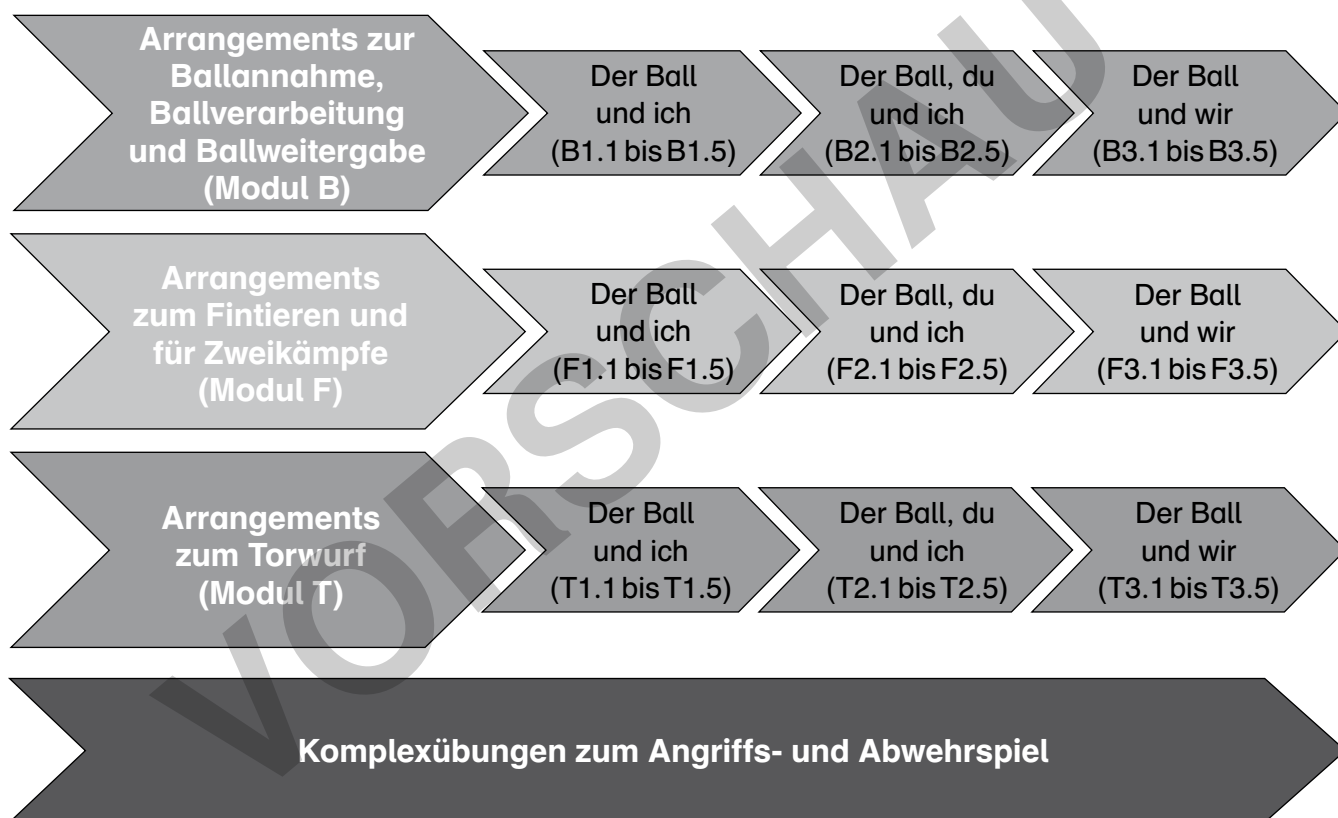 Arrangements zur
Ballannahme,
Ballverarbeitung
und Ballweitergabe
(Modul B)
Der Ball
und ich
(B1.1 bis B1.5)
Der Ball, du
und ich
(B2.1 bis B2.5)
Der Ball
und wir
(B3.1 bis B3.5)
Arrangements
zum Fintieren und
für Zweikämpfe
(Modul F)
Der Ball
und ich
(F1.1 bis F1.5)
Der Ball, du
und ich
(F2.1 bis F2.5)
Der Ball
und wir
(F3.1 bis F3.5)
Arrangements
zum Torwurf
(Modul T)
Der Ball
und ich
(T1.1 bis T1.5)
Der Ball, du
und ich
(T2.1 bis T2.5)
Der Ball
und wir
(T3.1 bis T3.5)
Komplexübungen zum Angriffs- und Abwehrspiel
VORSCHAU